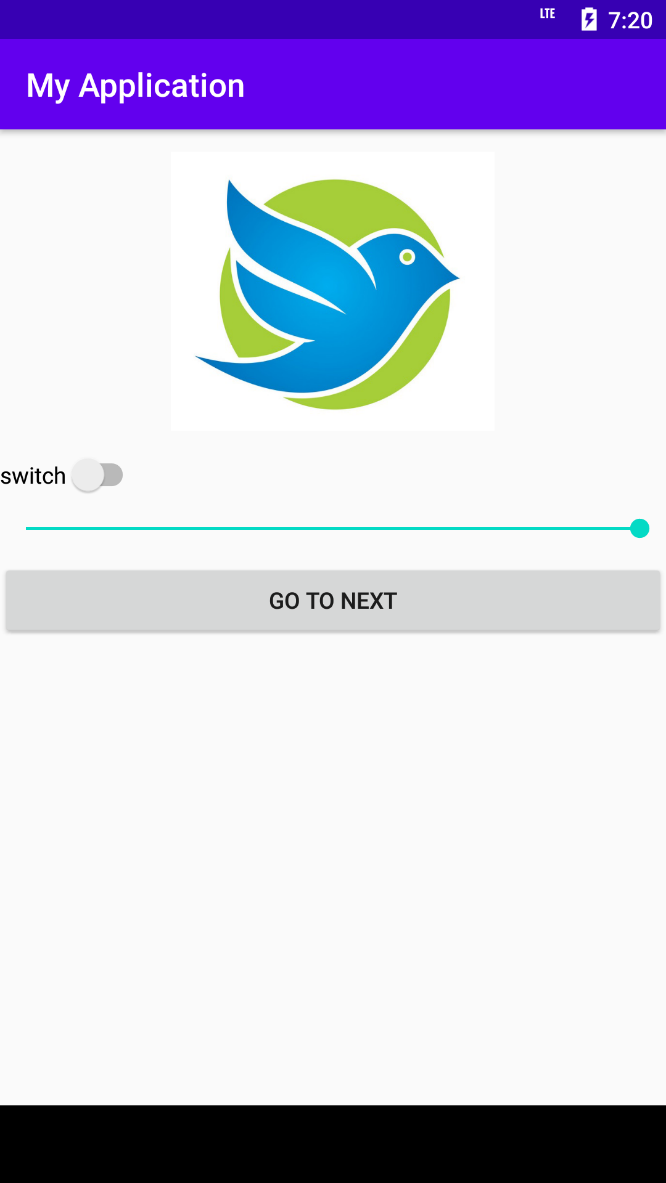 LTE 7:20
My Application
switch
GO TO NEXT